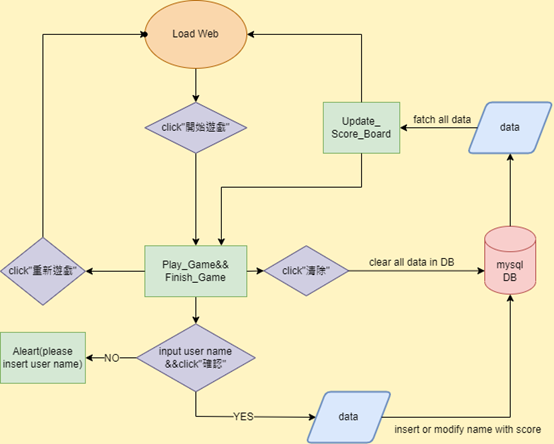 Load Web
click"開始遊戲"
Update_
Score_Board
fatch all data
data
click"重新遊戲"
Play_Game&&
Finish_Game
click"清除"
clear all data in DB
mysql
DB
Aleart(please
insert user name)
NO
input user name
&&click"確認"
YES
data
insert or modify name with score